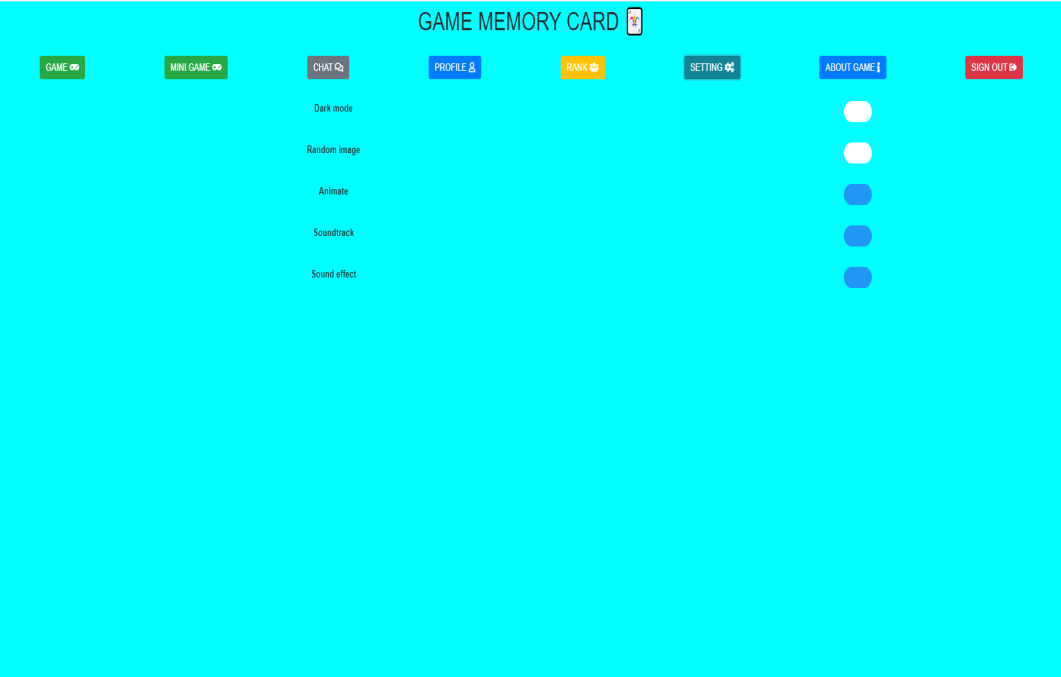 GAME MEMORY CARD
GAME MINI GAME CHAT PROFILE RANK SETTING ABOUT GAME SIGN OUT
Dark mode
Random image
Animate
Soundtrack
Sound effect